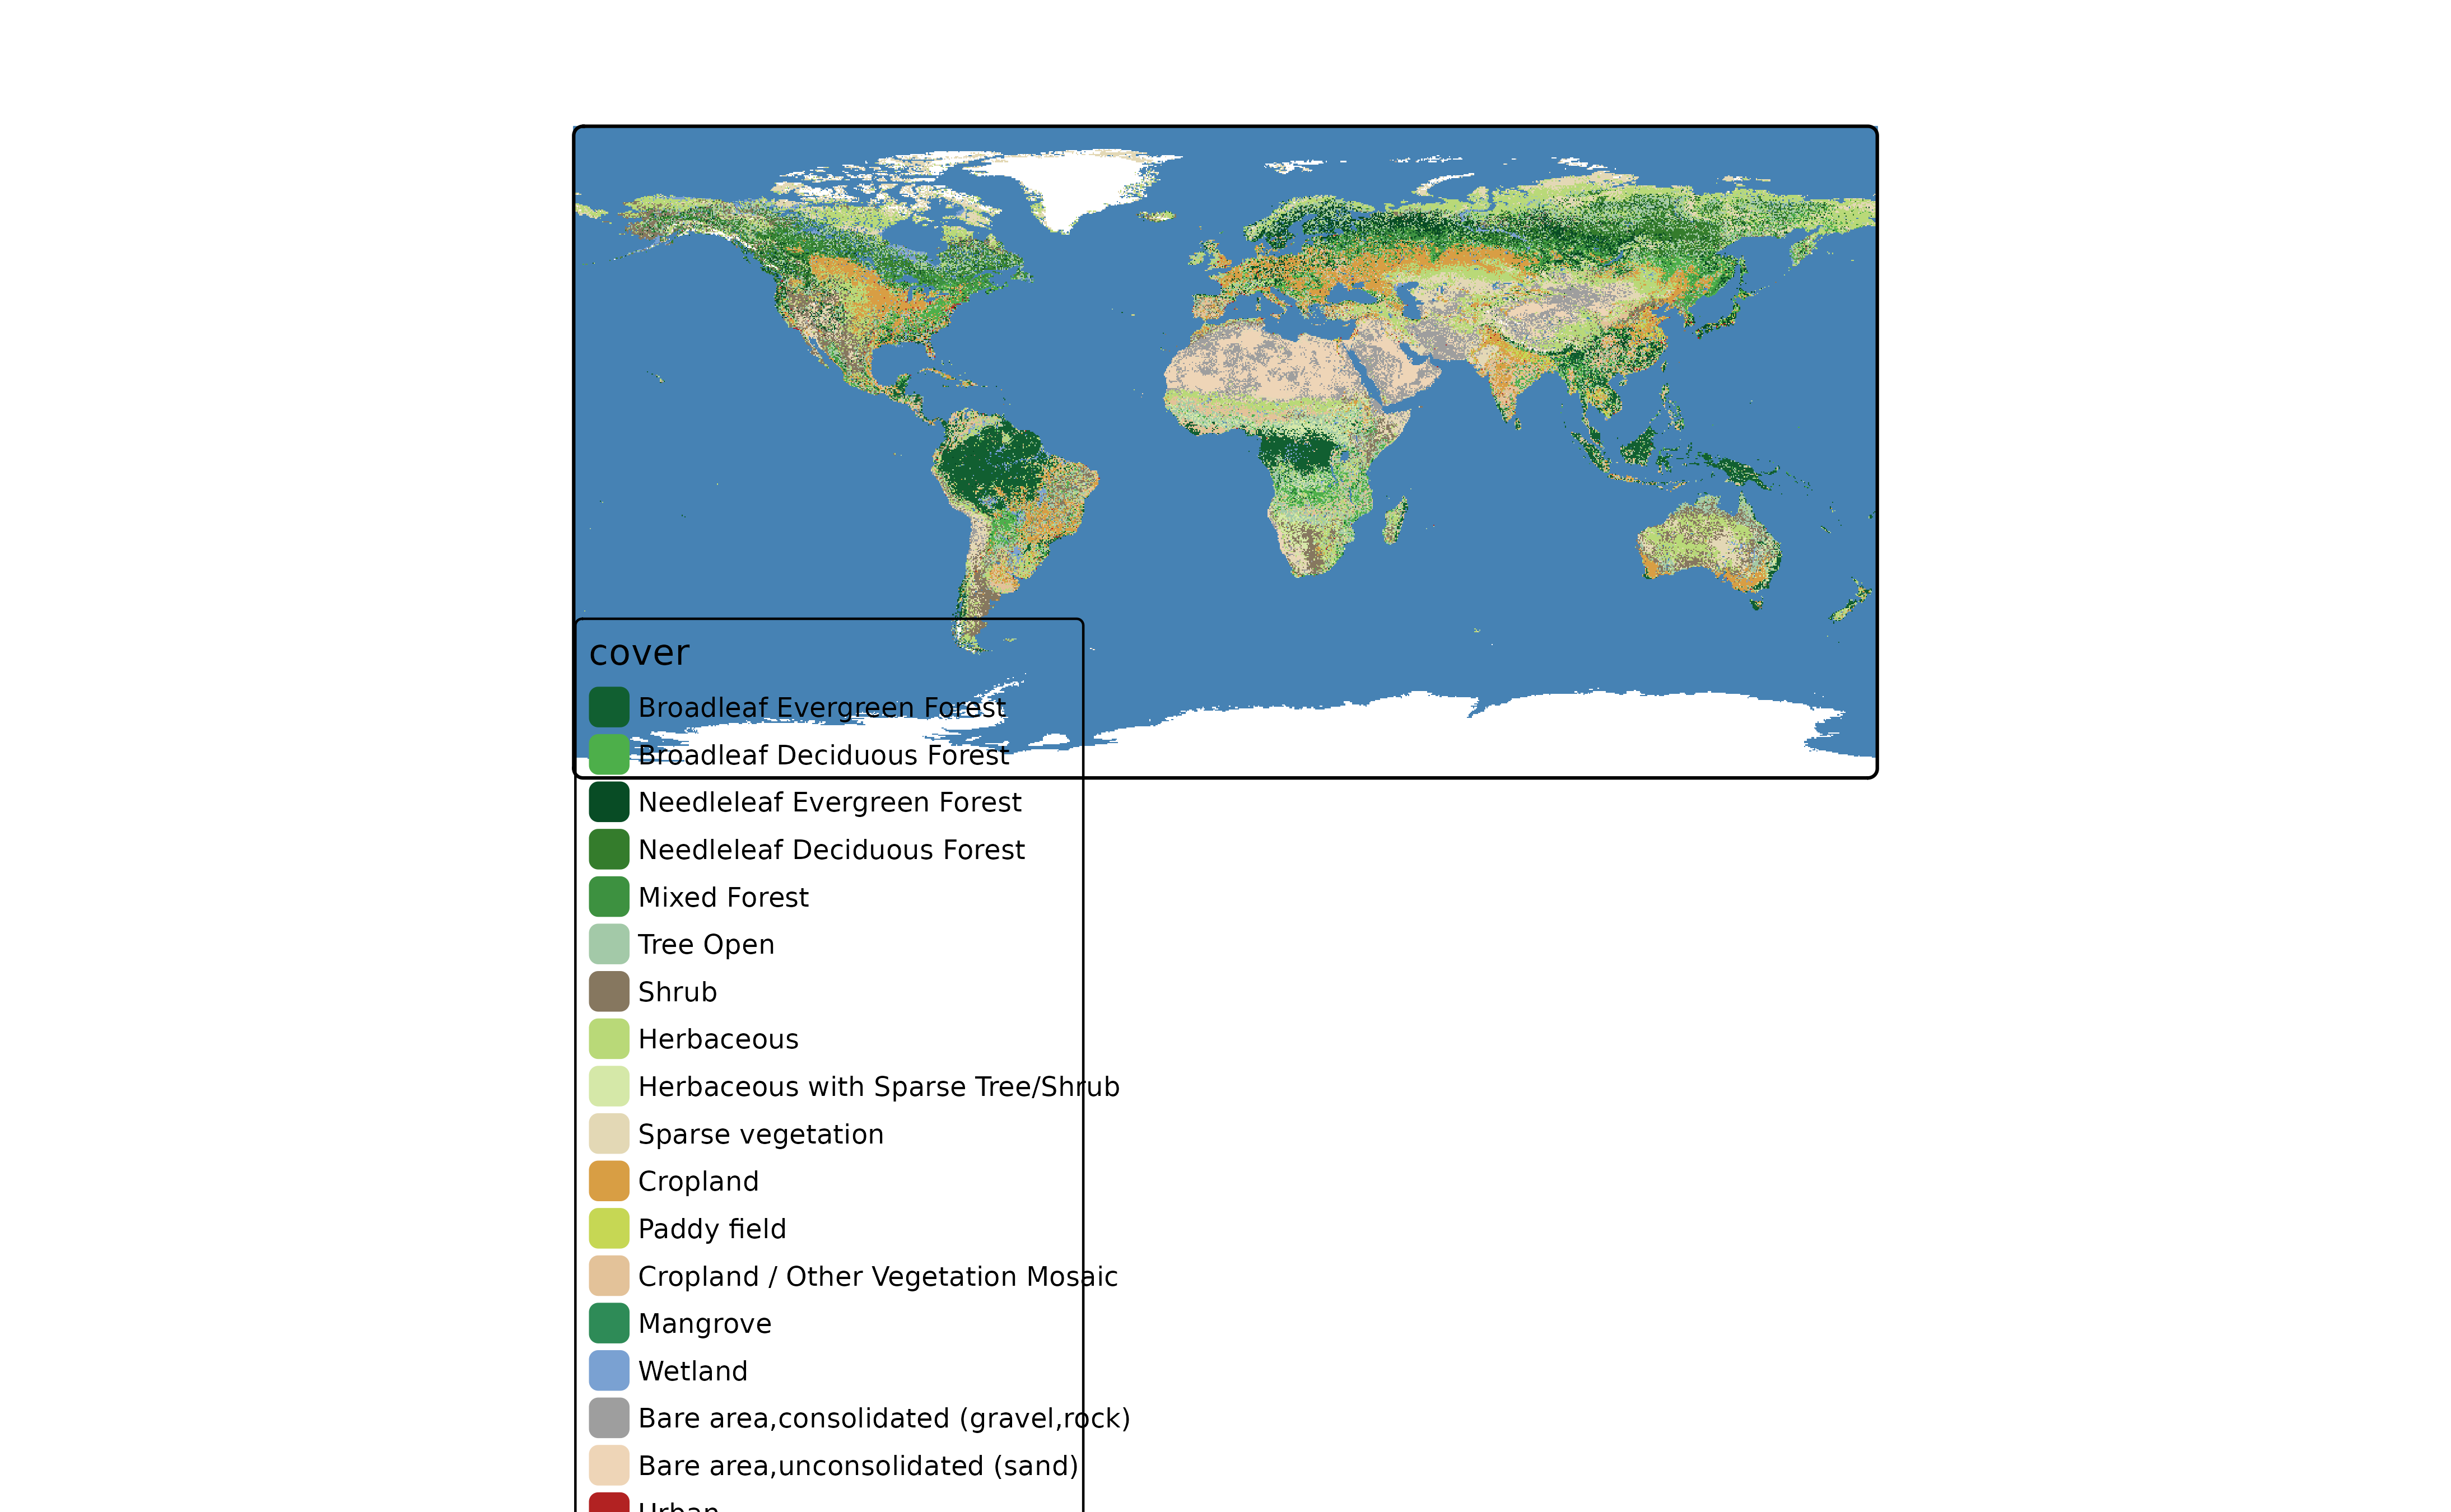 cover
Broadleaf Evergreen Forest
Broadleaf Deciduous Forest
Needleleaf Evergreen Forest
Needleleaf Deciduous Forest
Mixed Forest
Tree Open
Shrub
Herbaceous
Herbaceous with Sparse Tree/Shrub
Sparse vegetation
Cropland
Paddy field
Cropland / Other Vegetation Mosaic
Mangrove
Wetland
Bare area,consolidated (gravel,rock)
Bare area,unconsolidated (sand)
Urban